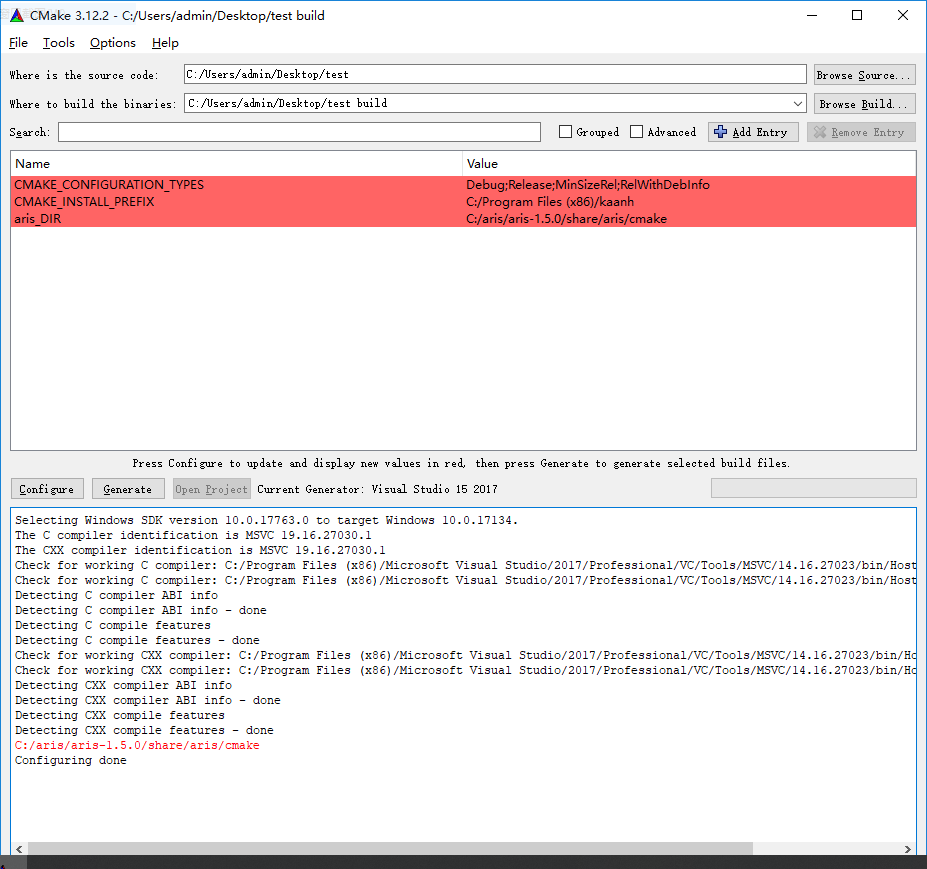 CMake 3.12.2 - C:/Users/admin/Desktop/test build
File Tools Options Help
Where is the source code: C:/Users/admin/Desktop/test Browse Source...
Where to build the binaries: C:/Users/admin/Desktop/test build Browse Build...
Search: Grouped Advanced Add Entry Remove Entry
Name Value
CMAKE_CONFIGURATION_TYPES Debug;Release;MinSizeRel;RelWithDebInfo
CMAKE_INSTALL_PREFIX C:/Program Files (x86)/kaanh
aris_DIR C:/aris/aris-1.5.0/share/aris/cmake
Press Configure to update and display new values in red, then press Generate to generate selected build files.
Configure Generate Open Project Current Generator: Visual Studio 15 2017
Selecting Windows SDK version 10.0.17763.0 to target Windows 10.0.17134.
The C compiler identification is MSVC 19.16.27030.1
The CXX compiler identification is MSVC 19.16.27030.1
Check for working C compiler: C:/Program Files (x86)/Microsoft Visual Studio/2017/Professional/VC/Tools/MSVC/14.16.27023/bin/Host
Check for working C compiler: C:/Program Files (x86)/Microsoft Visual Studio/2017/Professional/VC/Tools/MSVC/14.16.27023/bin/Host
Detecting C compiler ABI info
Detecting C compiler ABI info - done
Detecting C compile features
Detecting C compile features - done
Check for working CXX compiler: C:/Program Files (x86)/Microsoft Visual Studio/2017/Professional/VC/Tools/MSVC/14.16.27023/bin/Ho
Check for working CXX compiler: C:/Program Files (x86)/Microsoft Visual Studio/2017/Professional/VC/Tools/MSVC/14.16.27023/bin/Ho
Detecting CXX compiler ABI info
Detecting CXX compiler ABI info - done
Detecting CXX compile features
Detecting CXX compile features - done
C:/aris/aris-1.5.0/share/aris/cmake
Configuring done